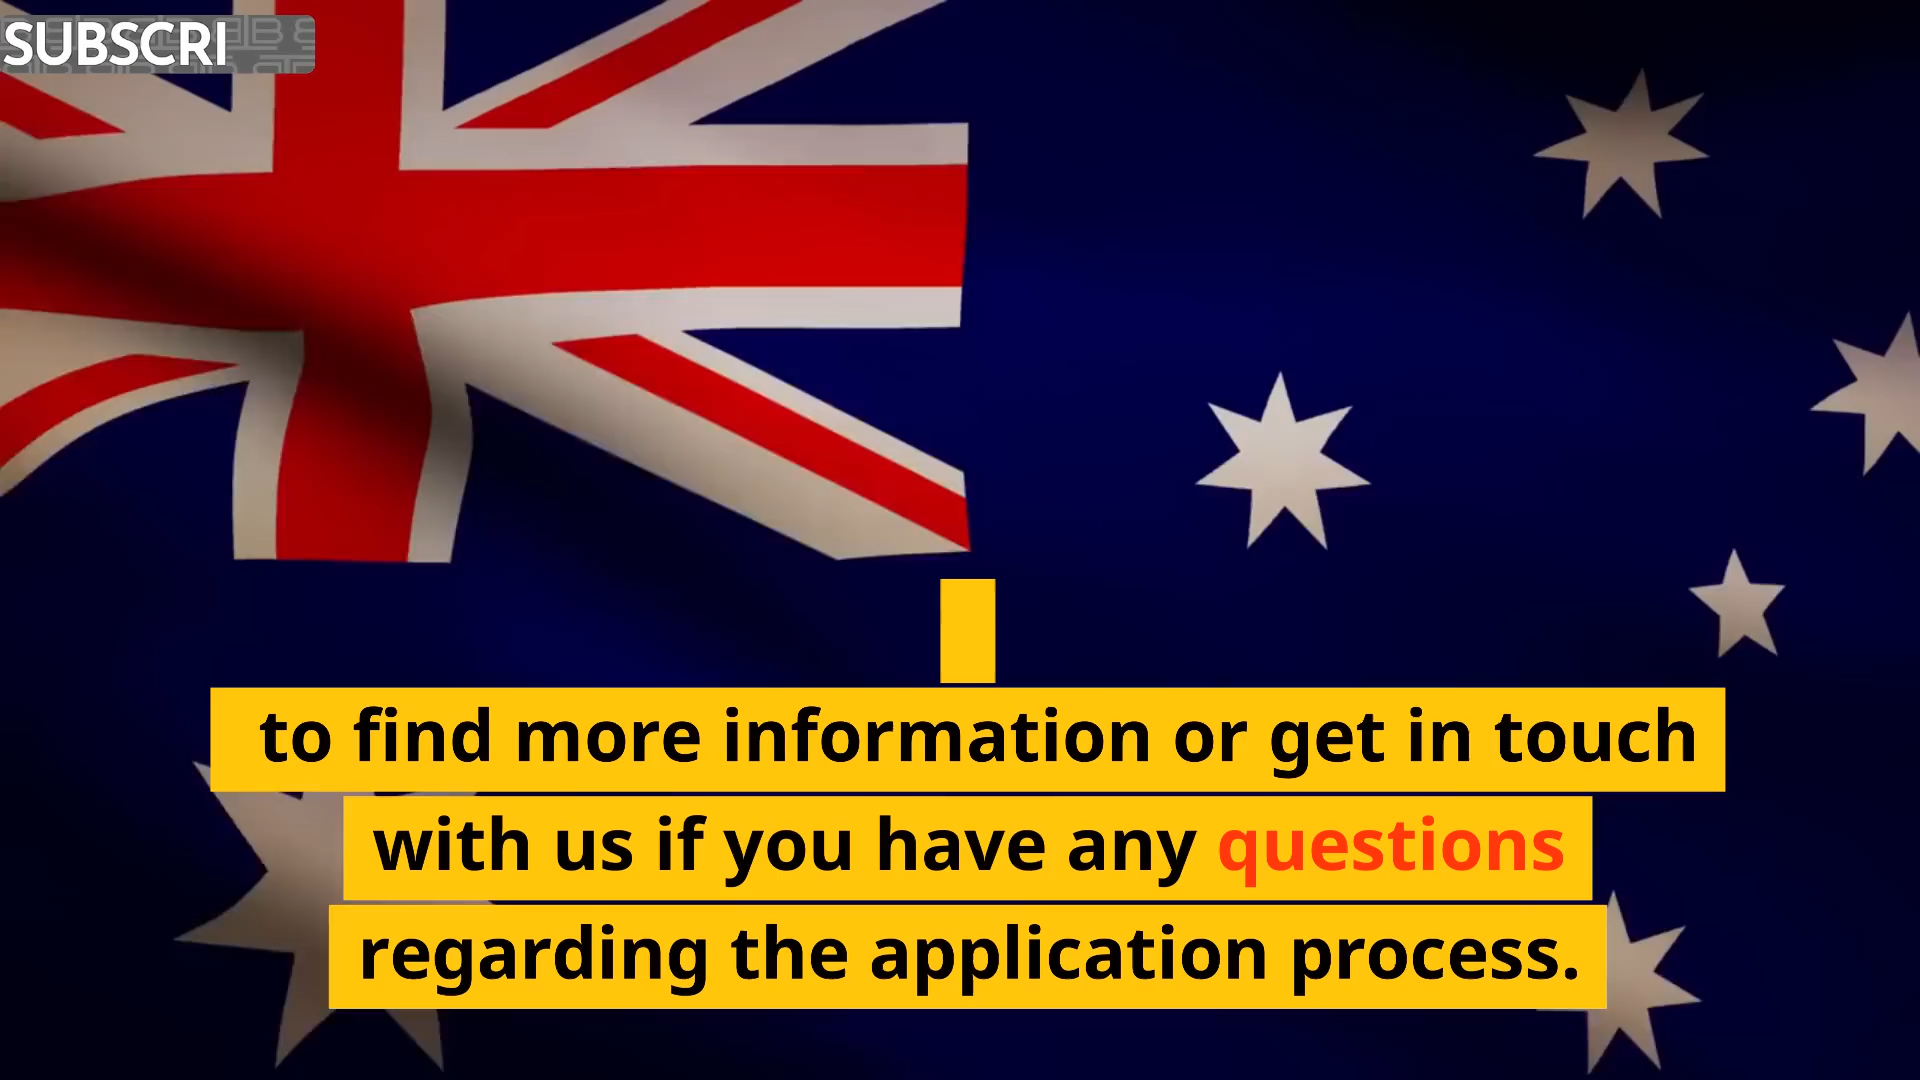 SUBSCRI
to find more information or get in touch
with us if you have any questions
regarding the application process.